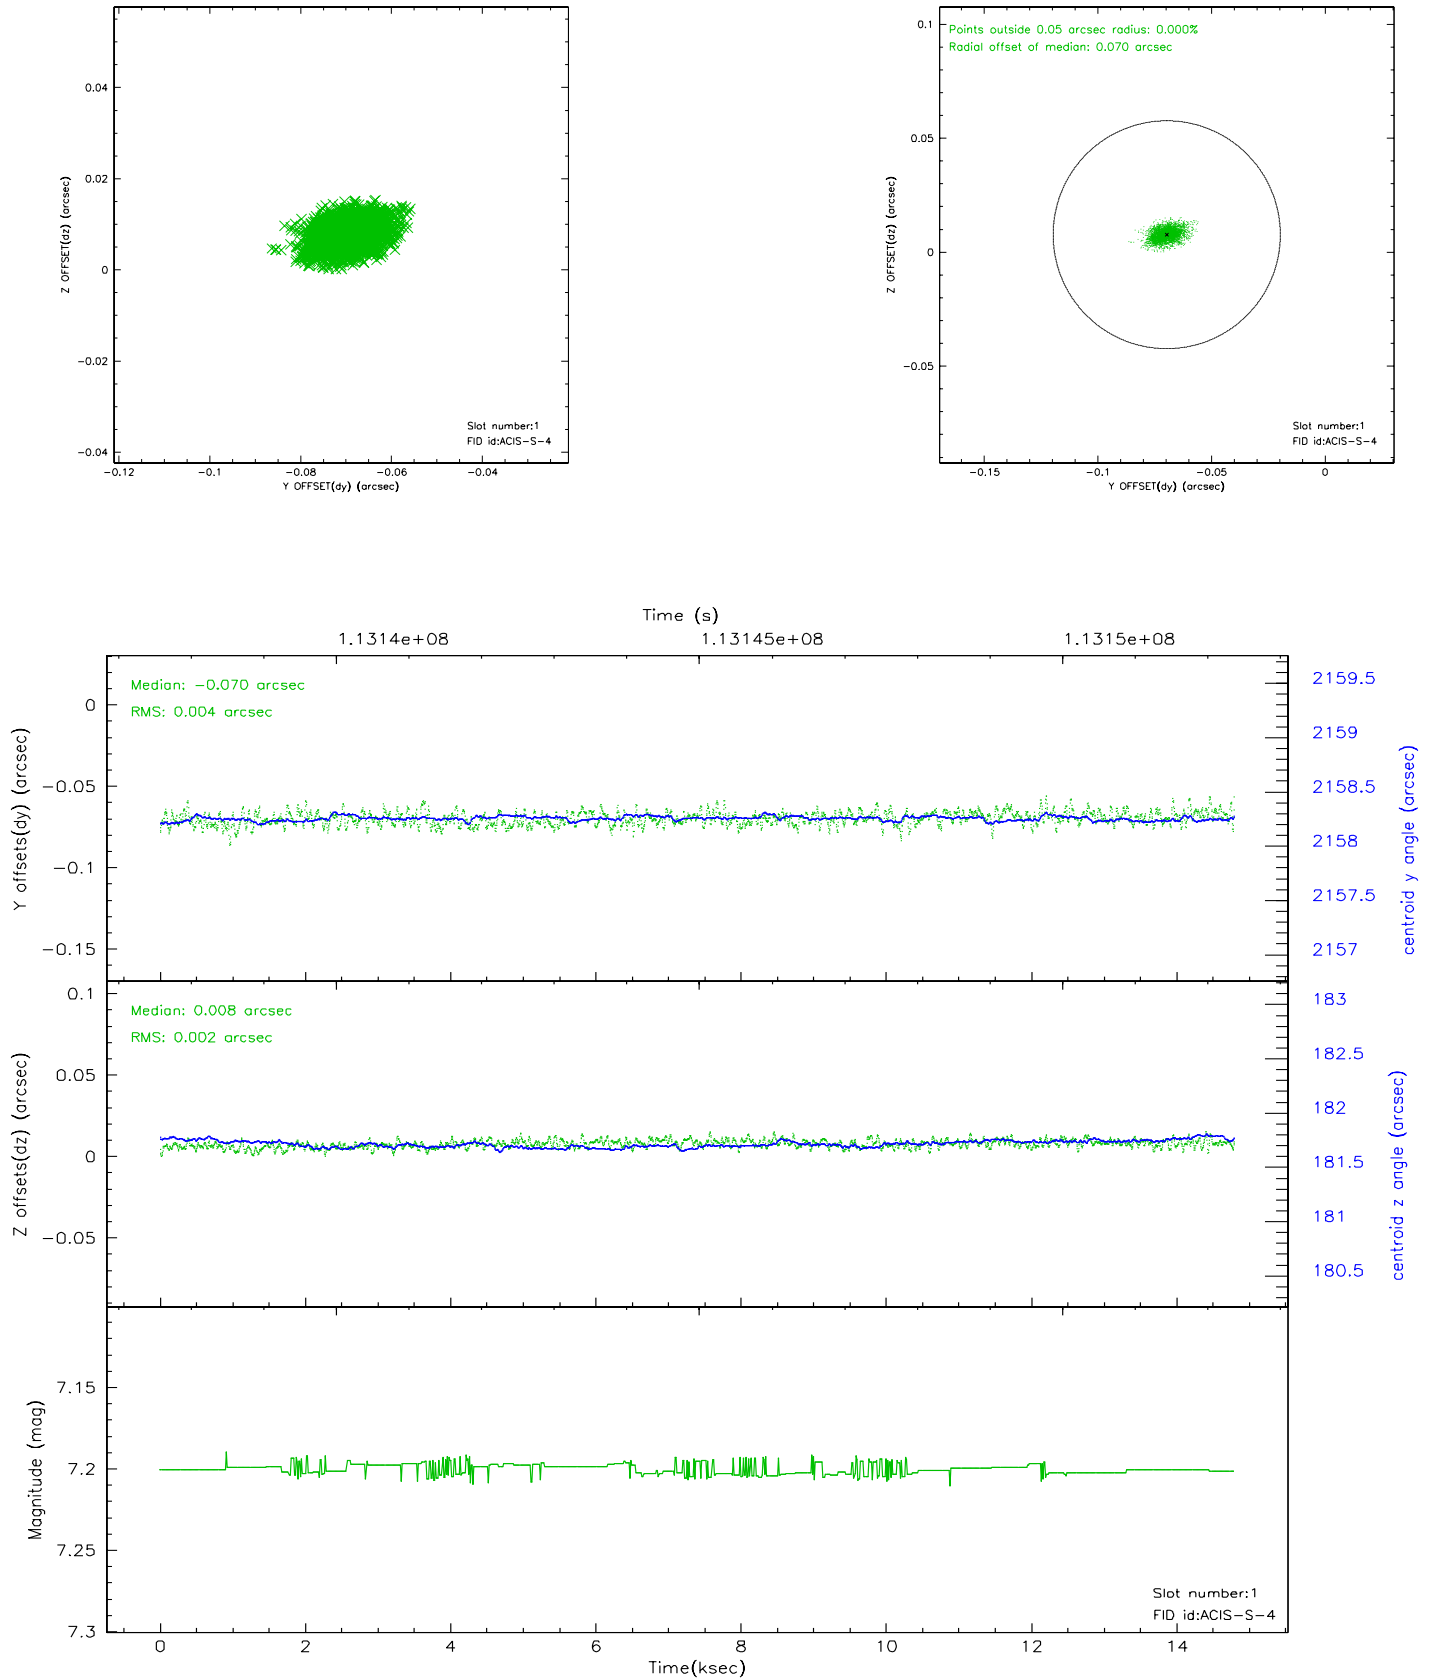 0.04
0.02
0
−0.02
−0.04
Z OFFSET(dz) (arcsec)
Slot number:1
FID id:ACIS−S−4
−0.12
−0.1
−0.08
−0.06
−0.04
Y OFFSET(dy) (arcsec)
Points outside 0.05 arcsec radius: 0.000%
Radial offset of median: 0.070 arcsec
0.1
0.05
0
−0.05
Z OFFSET(dz) (arcsec)
Slot number:1
FID id:ACIS−S−4
−0.15
−0.1
−0.05
0
Y OFFSET(dy) (arcsec)
Time (s)
1.1314e+08
1.13145e+08
1.1315e+08
Median: −0.070 arcsec
RMS: 0.004 arcsec
0
−0.05
−0.1
−0.15
Y offsets(dy) (arcsec)
2159.5
2159
2158.5
2158
2157.5
2157
centroid y angle (arcsec)
Median: 0.008 arcsec
RMS: 0.002 arcsec
0.1
0.05
0
−0.05
Z offsets(dz) (arcsec)
183
182.5
182
181.5
181
180.5
centroid z angle (arcsec)
7.15
7.2
7.25
7.3
Magnitude (mag)
Slot number:1
FID id:ACIS−S−4
0
2
4
6
8
10
12
14
Time(ksec)